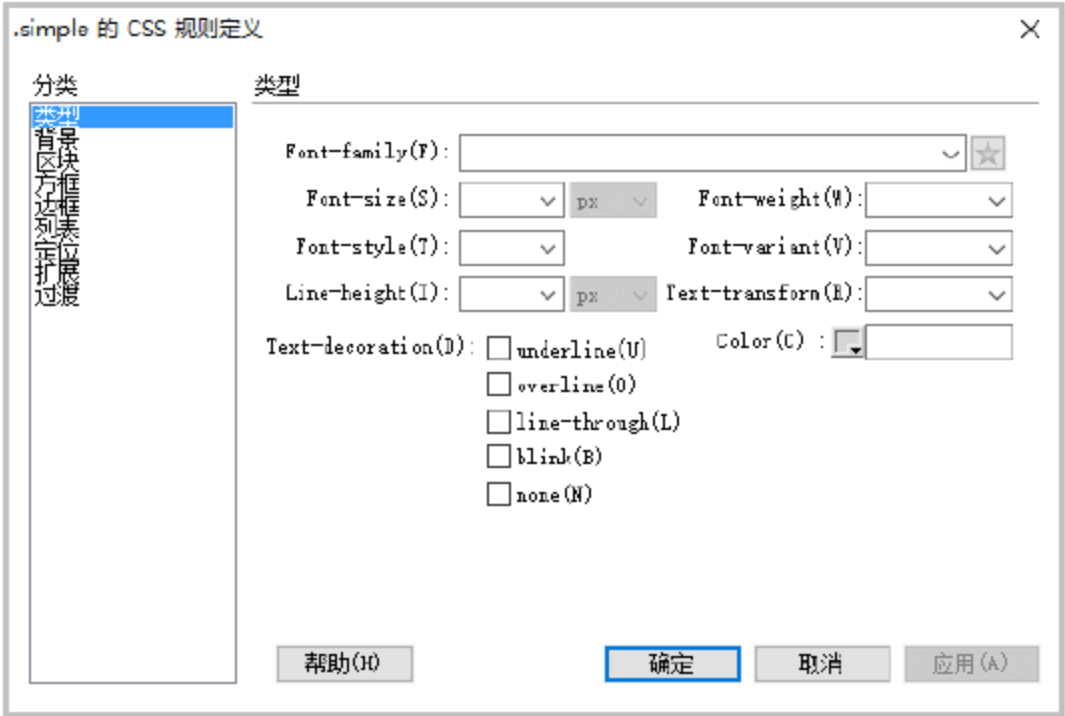 .simple 的 CSS 规则定义
分类
类型
背景
区块
方框
边框
列表
定位
扩展
过渡
类型
Font-family(F):
Font-size(S): px Font-weight(W):
Font-style(T): Font-variant(V):
Line-height(I): px Text-transform(R):
Text-decoration(D): underline(U) Color(C) :
overline(O)
line-through(L)
blink(B)
none(N)
帮助(H) 确定 取消 应用(A)